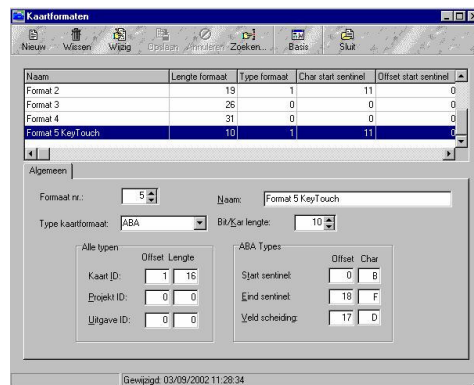 Kaartformaten
Nieuw Wissen Wijzig Opslaan Annuleren Zoeken... Basis Sluit
Naam Lengte formaat Type formaat Char start sentinel Offset start sentinel
Format 2 19 1 11 0
Format 3 26 0 0 0
Format 4 31 0 0 0
Format 5 KeyTouch 10 1 11 0
Algemeen
Formaat nr.: 5 Naam: Format 5 KeyTouch
Type kaartformaat: ABA Bit/Kar lengte: 10
Alle typen ABA Types
Offset Lengte Offset Char
Kaart ID: 1 16 Start sentinel: 0 B
Projekt ID: 0 0 Eind sentinel: 18 F
Uitgave ID: 0 0 Veld scheiding: 17 D
Gewijzigd: 03/09/2002 11:28:34